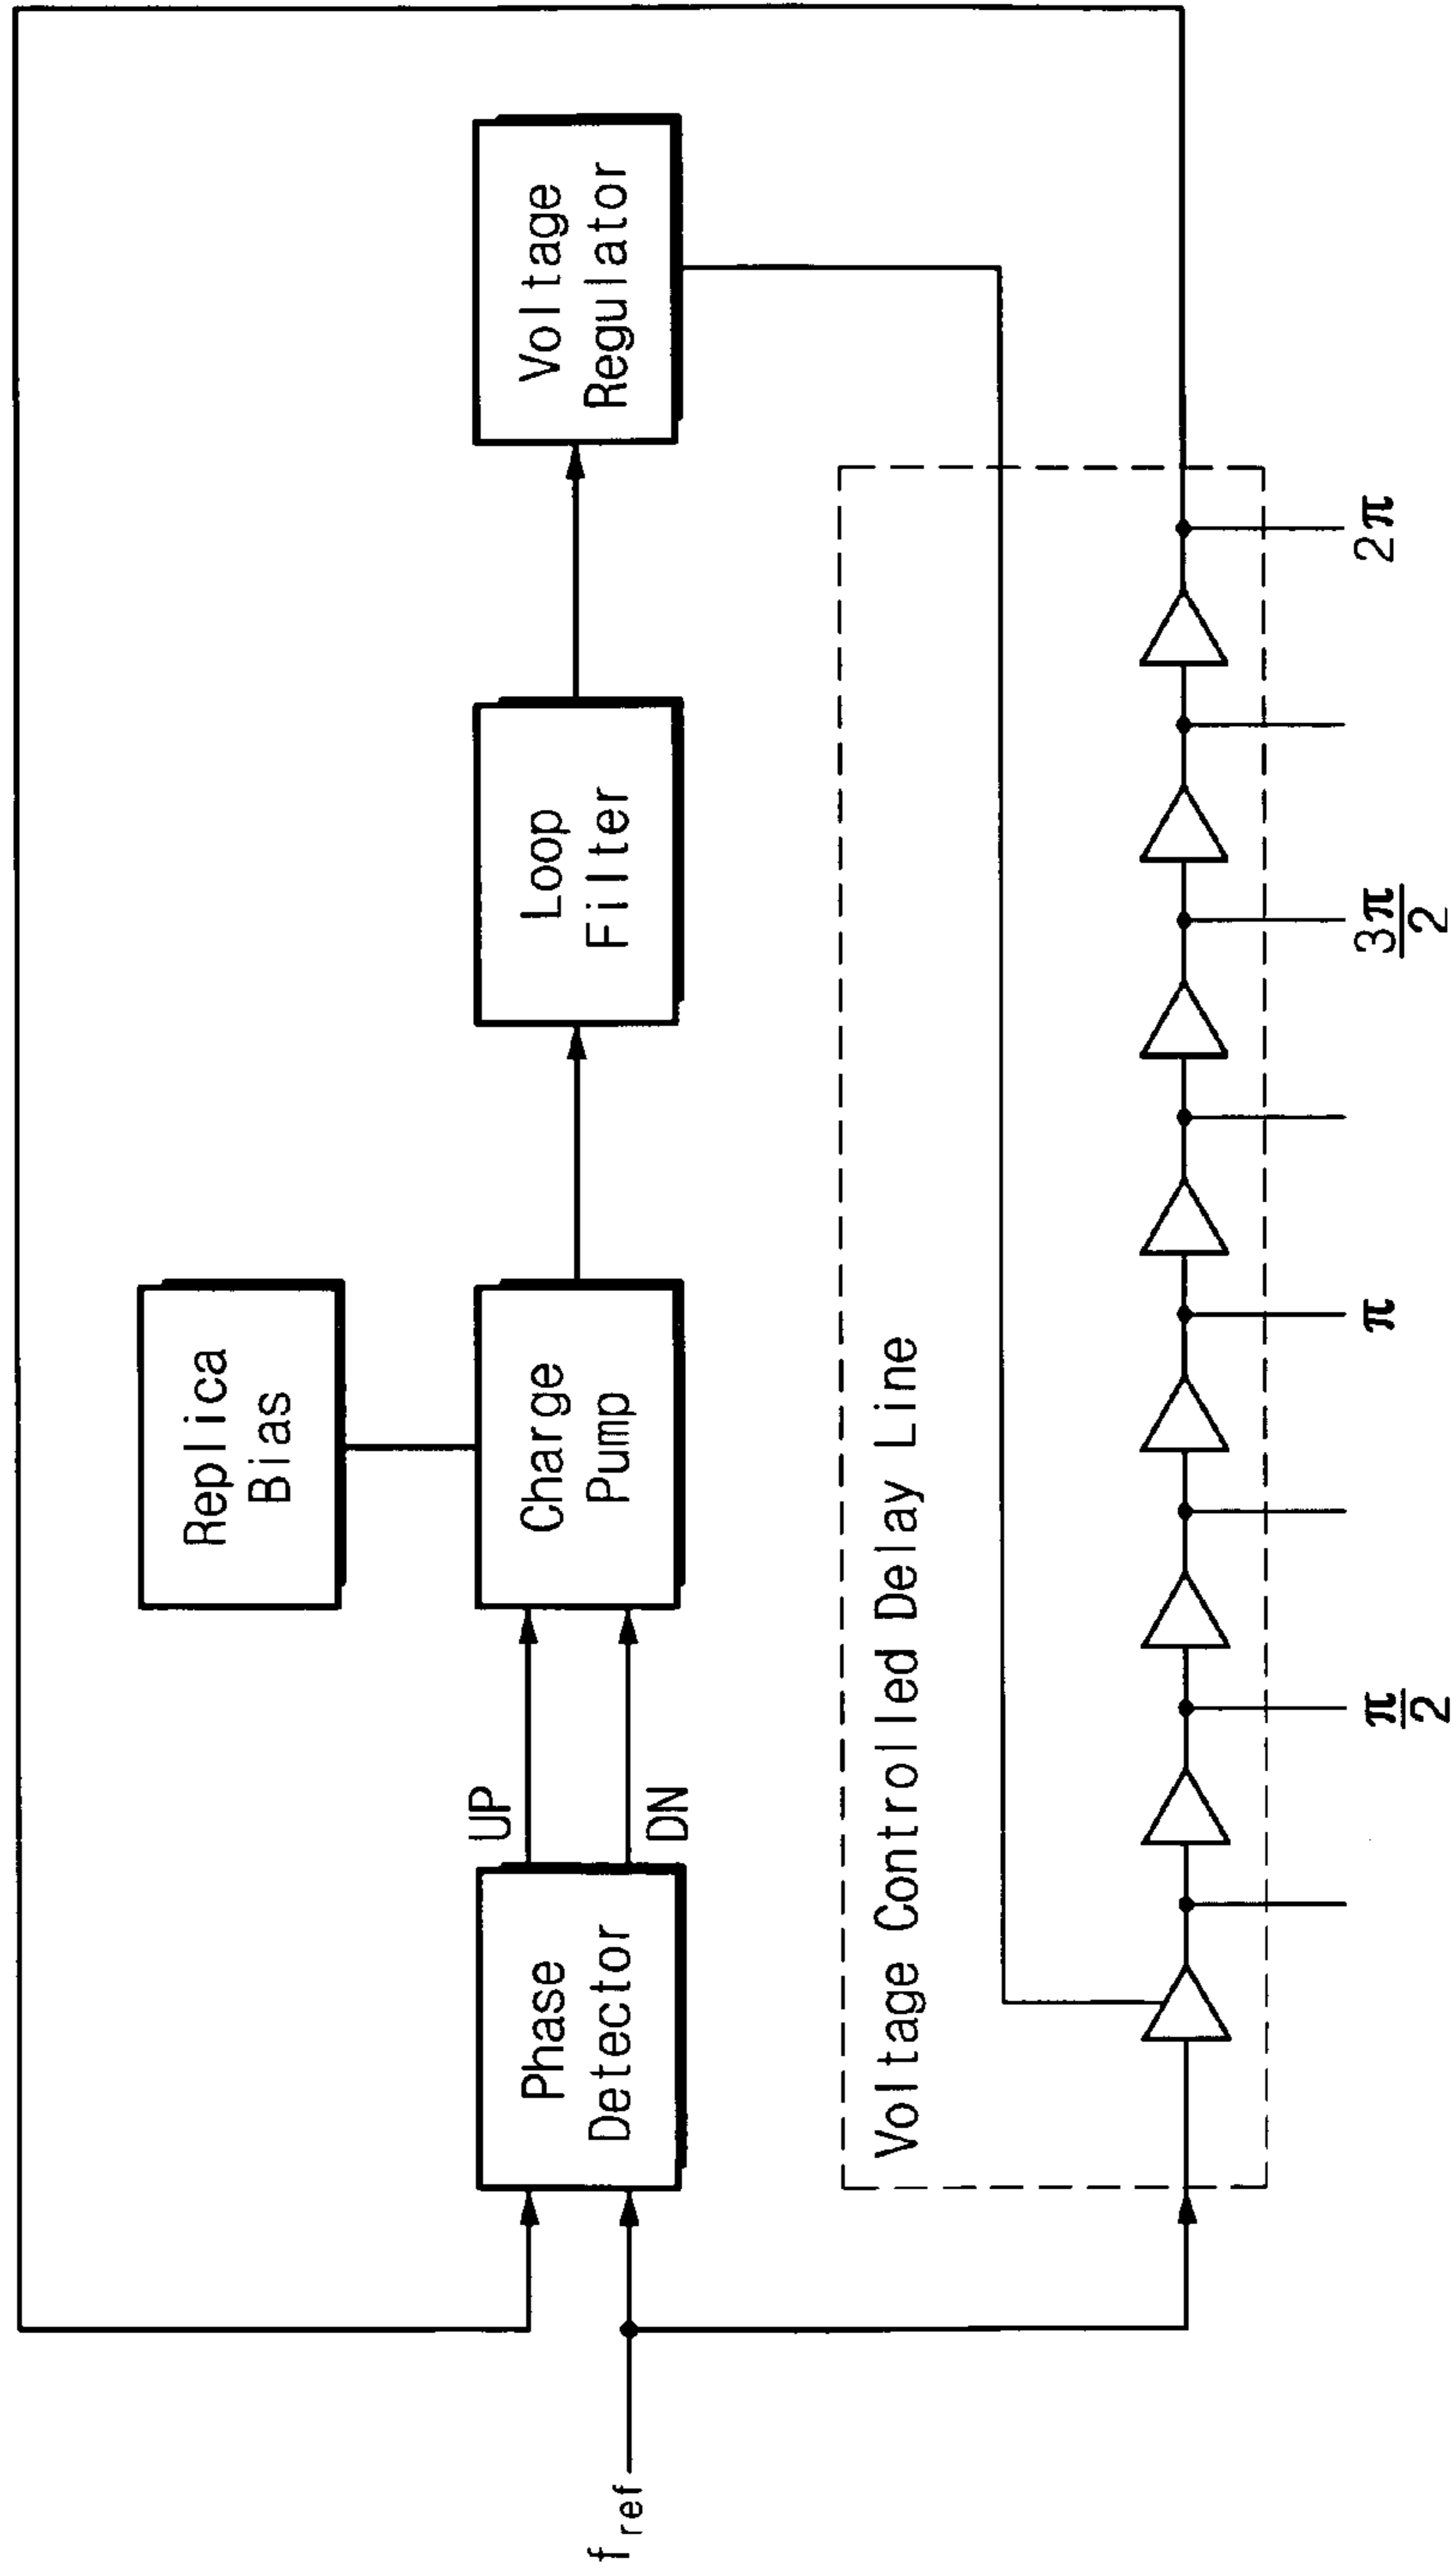 Replica
Bias
f ref
Phase
Detector
UP
DN
Charge
Pump
Loop
Filter
Voltage
Regulator
Voltage Controlled Delay Line
π/2
π
3π/2
2π